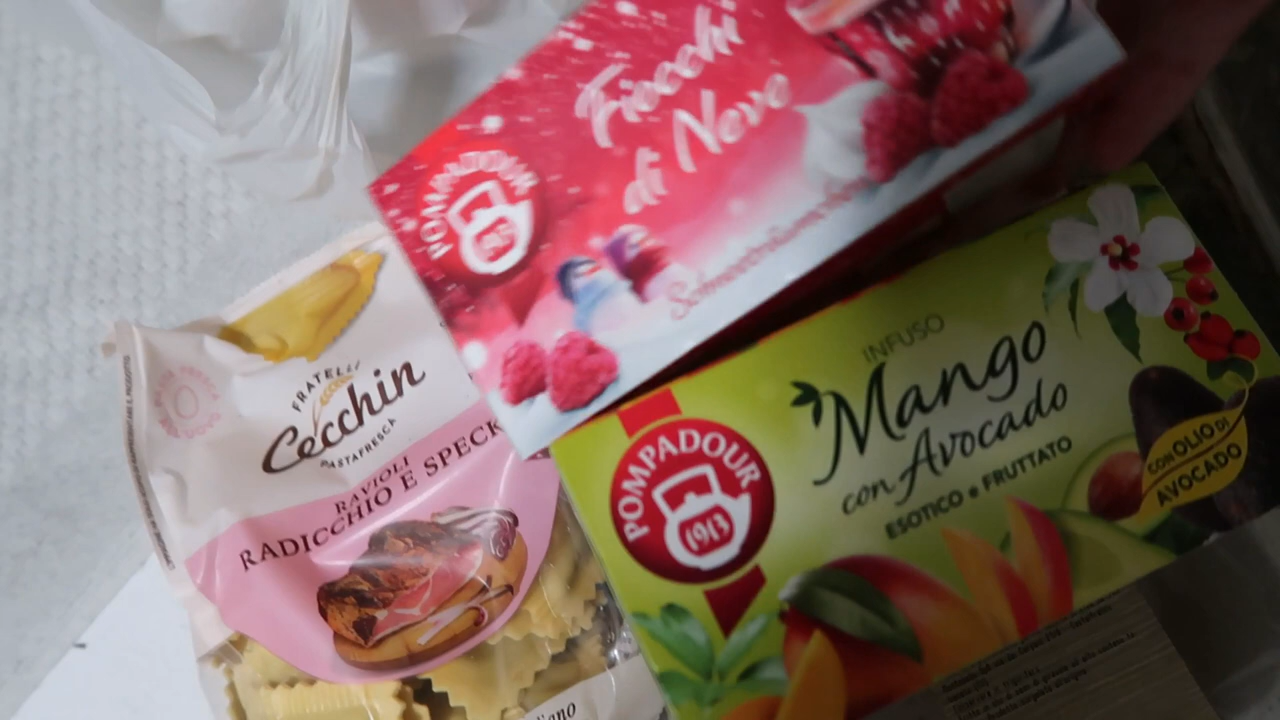 Fiocchi
di Neve
POMPADOUR
1913
FRATELLI
Cecchin
PASTAFRESCA
RAVIOLI
RADICCHIO E SPECK
INFUSO
Mango
con Avocado
ESOTICO e FRUTTATO
CON OLIO DI
AVOCADO
POMPADOUR
1913